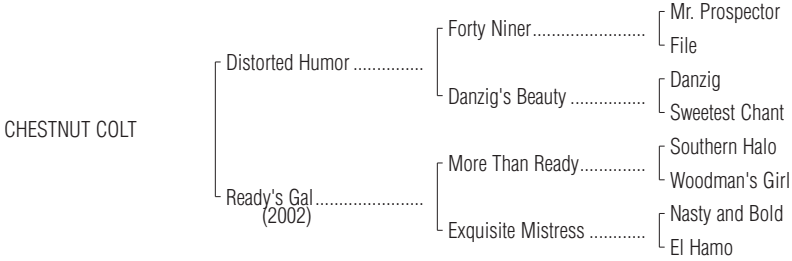 Mr. Prospector
Forty Niner.......................
File
Distorted Humor ...............
Danzig
Danzig's Beauty ................
Sweetest Chant
CHESTNUT COLT
Southern Halo
More Than Ready..............
Woodman's Girl
Ready's Gal.......................
(2002)
Nasty and Bold
Exquisite Mistress ............
El Hamo